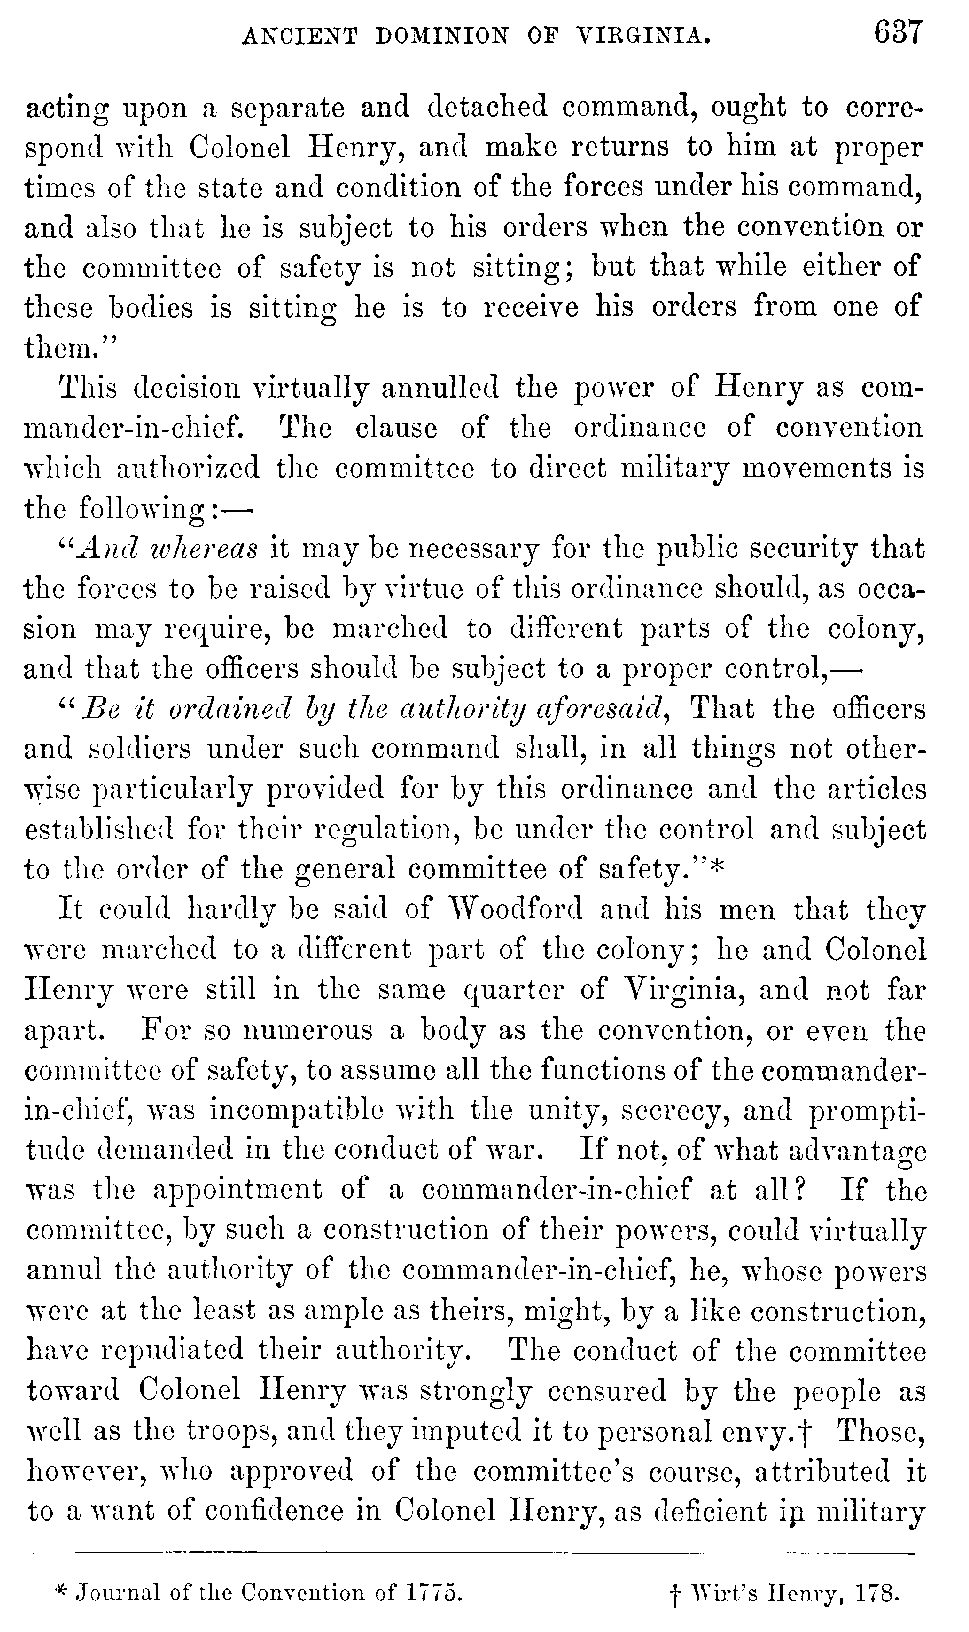 ANCIENT DOMINION OF VIRGINIA. 637
acting upon a separate and detached command, ought to corre-
spond with Colonel Henry, and make returns to him at proper
times of the state and condition of the forces under his command,
and also that he is subject to his orders when the convention or
the committee of safety is not sitting; but that while either of
these bodies is sitting he is to receive his orders from one of
them."
This decision virtually annulled the power of Henry as com-
mander-in-chief. The clause of the ordinance of convention
which authorized the committee to direct military movements is
the following:—
"And whereas it may be necessary for the public security that
the forces to be raised by virtue of this ordinance should, as occa-
sion may require, be marched to different parts of the colony,
and that the officers should be subject to a proper control,—
"Be it ordained by the authority aforesaid, That the officers
and soldiers under such command shall, in all things not other-
wise particularly provided for by this ordinance and the articles
established for their regulation, be under the control and subject
to the order of the general committee of safety."*
It could hardly be said of Woodford and his men that they
were marched to a different part of the colony; he and Colonel
Henry were still in the same quarter of Virginia, and not far
apart. For so numerous a body as the convention, or even the
committee of safety, to assume all the functions of the commander-
in-chief, was incompatible with the unity, secrecy, and prompti-
tude demanded in the conduct of war. If not, of what advantage
was the appointment of a commander-in-chief at all? If the
committee, by such a construction of their powers, could virtually
annul the authority of the commander-in-chief, he, whose powers
were at the least as ample as theirs, might, by a like construction,
have repudiated their authority. The conduct of the committee
toward Colonel Henry was strongly censured by the people as
well as the troops, and they imputed it to personal envy.† Those,
however, who approved of the committee's course, attributed it
to a want of confidence in Colonel Henry, as deficient in military
* Journal of the Convention of 1775. † Wirt's Henry, 178.